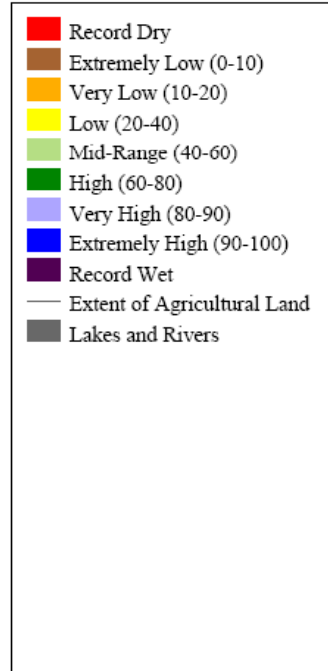 Record Dry
Extremely Low (0-10)
Very Low (10-20)
Low (20-40)
Mid-Range (40-60)
High (60-80)
Very High (80-90)
Extremely High (90-100)
Record Wet
Extent of Agricultural Land
Lakes and Rivers